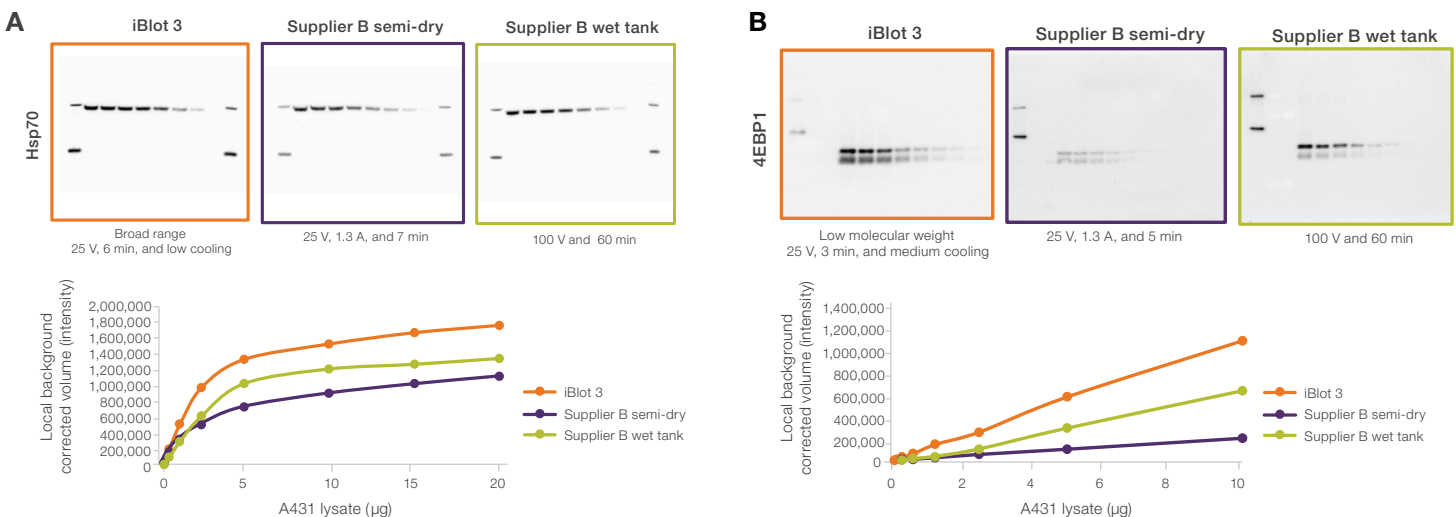 A
iBlot 3
Supplier B semi-dry
Supplier B wet tank
Hsp70
Broad range
25 V, 6 min, and low cooling
25 V, 1.3 A, and 7 min
100 V and 60 min
Local background
corrected volume (intensity)
2,000,000
1,800,000
1,600,000
1,400,000
1,200,000
1,000,000
800,000
600,000
400,000
200,000
0
0
5
10
15
20
A431 lysate (µg)
iBlot 3
Supplier B semi-dry
Supplier B wet tank
B
iBlot 3
Supplier B semi-dry
Supplier B wet tank
4EBP1
Low molecular weight
25 V, 3 min, and medium cooling
25 V, 1.3 A, and 5 min
100 V and 60 min
Local background
corrected volume (intensity)
1,400,000
1,200,000
1,000,000
800,000
600,000
400,000
200,000
0
0
2
4
6
8
10
A431 lysate (µg)
iBlot 3
Supplier B semi-dry
Supplier B wet tank